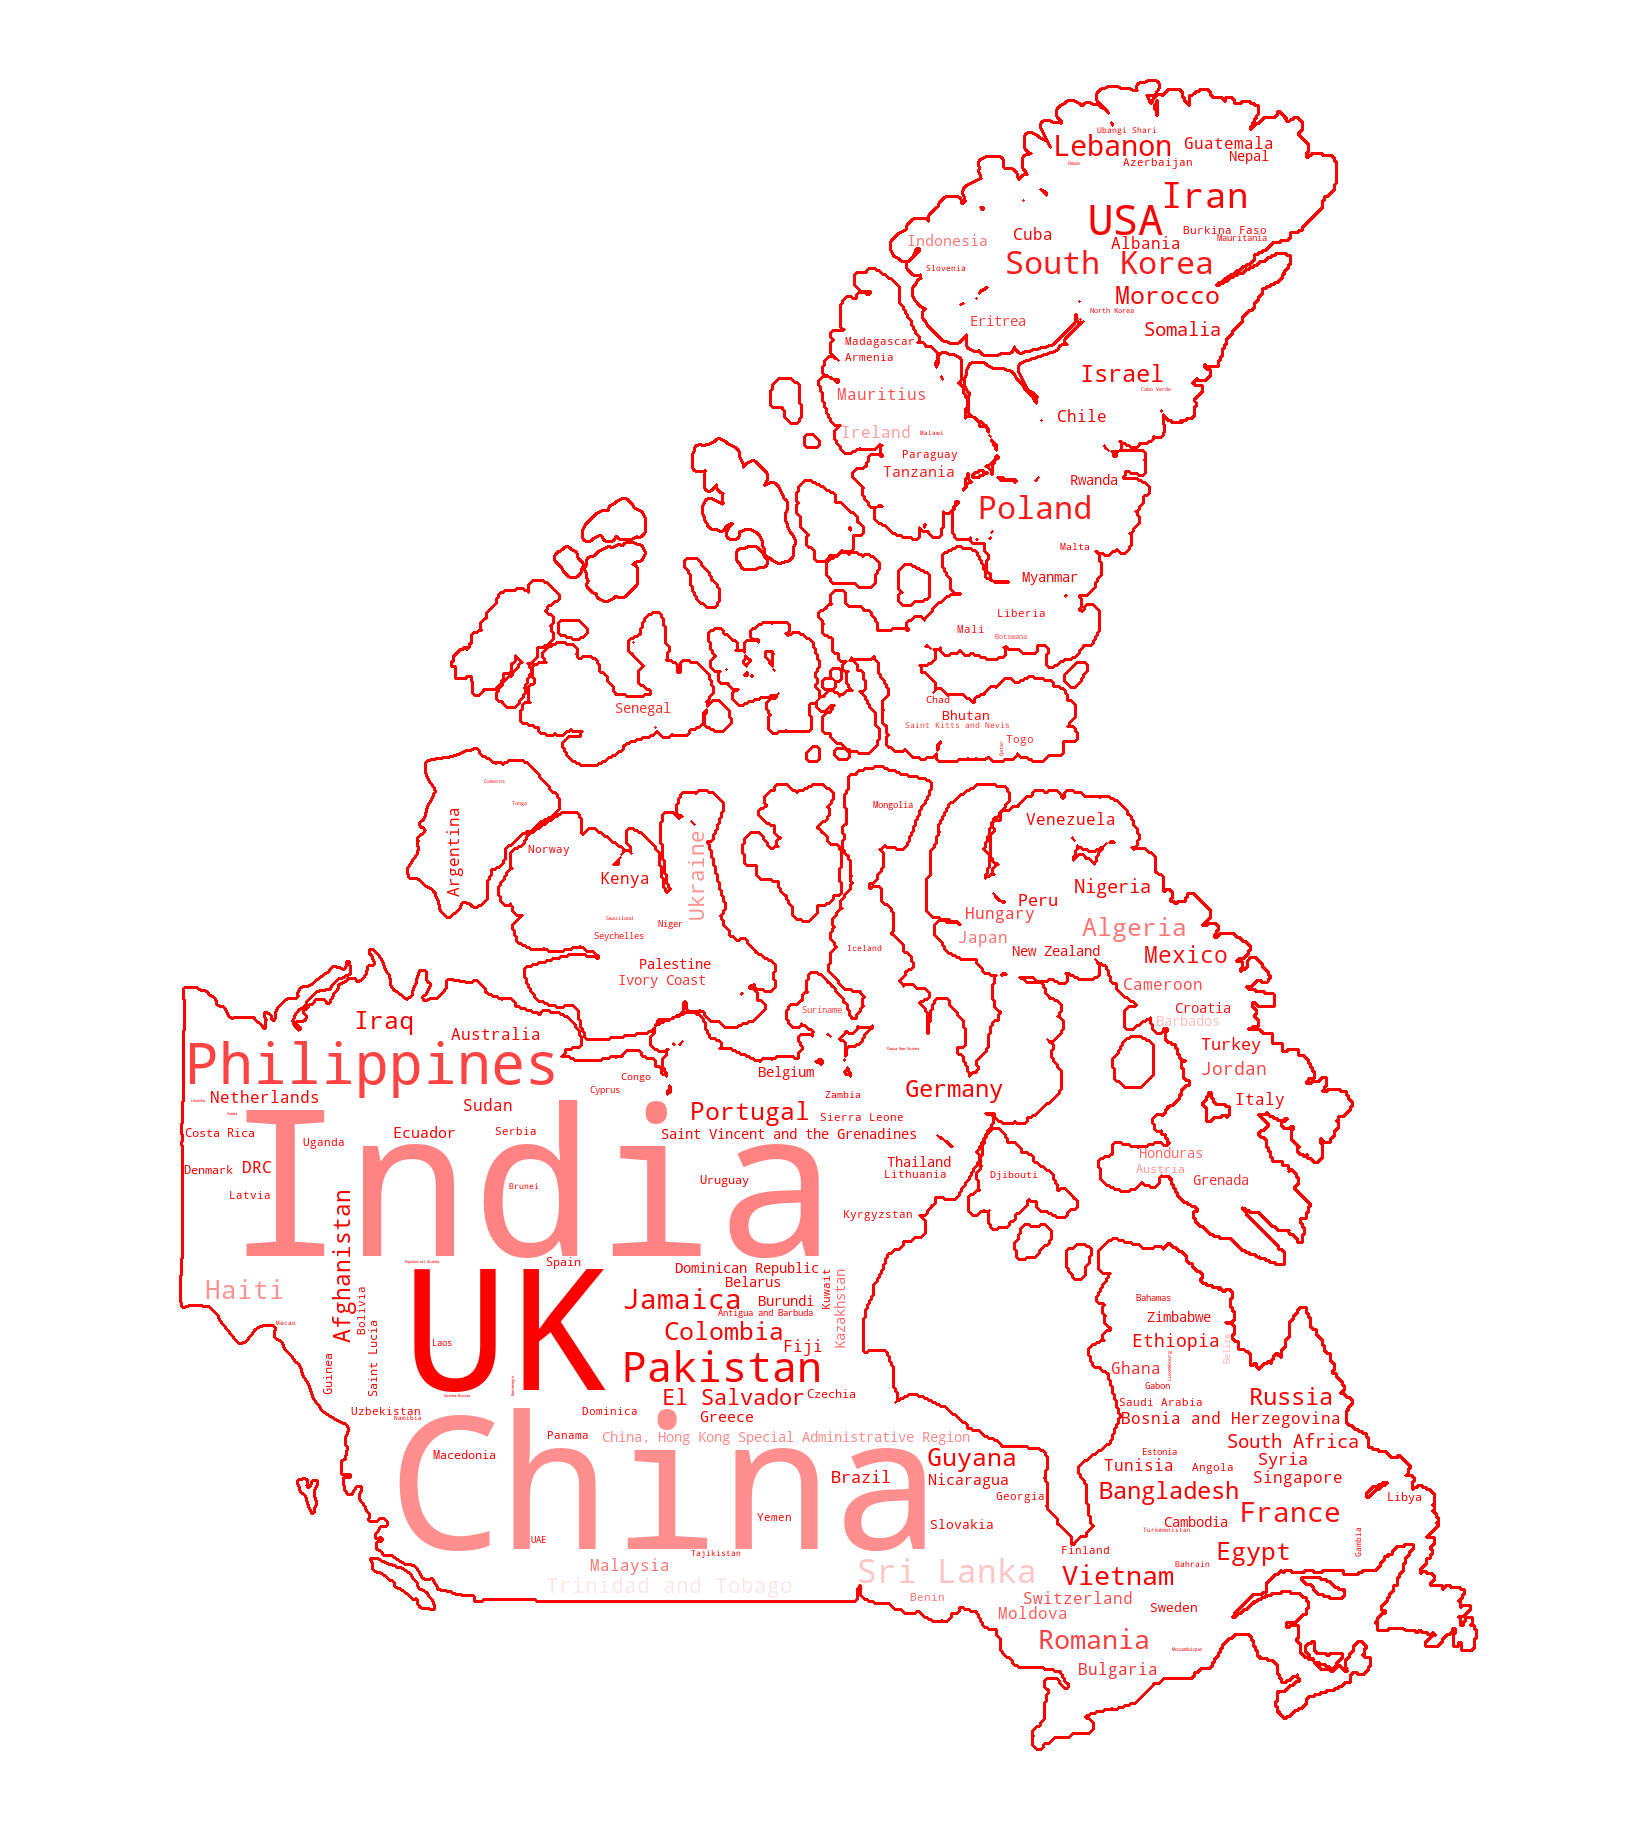 Ubangi Shari
Lebanon
Guatemala
Nepal
Oman
Azerbaijan
Iran
USA
Burkina Faso
Mauritania
Indonesia
Cuba
Albania
South Korea
Slovenia
Morocco
North Korea
Eritrea
Somalia
Madagascar
Armenia
Israel
Cabo Verde
Mauritius
Chile
Ireland
Malawi
Paraguay
Tanzania
Rwanda
Poland
Malta
Myanmar
Liberia
Mali
Botswana
Chad
Senegal
Bhutan
Saint Kitts and Nevis
Togo
Qatar
Comoros
Tonga
Mongolia
Argentina
Venezuela
Norway
Ukraine
Kenya
Nigeria
Peru
Swaziland
Niger
Hungary
Algeria
Seychelles
Japan
Iceland
New Zealand
Mexico
Palestine
Ivory Coast
Cameroon
Suriname
Croatia
Barbados
Iraq
Australia
Papua New Guinea
Turkey
Philippines
Belgium
Jordan
Congo
Cyprus
Germany
Netherlands
Zambia
Italy
Lesotho
Samoa
Sudan
Portugal
Sierra Leone
Costa Rica
Ecuador
Serbia
Saint Vincent and the Grenadines
Uganda
India
Honduras
Denmark
DRC
Thailand
Lithuania
Djibouti
Austria
Grenada
Latvia
Brunei
Uruguay
Kyrgyzstan
Afghanistan
Equatorial Guinea
Spain
Dominican Republic
Belarus
Haiti
Bolivia
UK
Jamaica
Burundi
Kuwait
Kazakhstan
Antigua and Barbuda
Bahamas
Zimbabwe
Macao
Colombia
Ethiopia
Belize
Laos
Fiji
Saint Lucia
Guinea
Pakistan
Ghana
Luxembourg
Gabon
Montenegro
Guinea-Bissau
El Salvador
Czechia
Saudi Arabia
Russia
Uzbekistan
Namibia
Dominica
Greece
Bosnia and Herzegovina
Panama
China, Hong Kong Special Administrative Region
South Africa
Macedonia
China
Guyana
Estonia
Syria
Tunisia
Angola
Brazil
Nicaragua
Singapore
Georgia
Bangladesh
Libya
France
Yemen
Slovakia
Cambodia
Turkmenistan
Gambia
UAE
Tajikistan
Finland
Egypt
Malaysia
Sri Lanka
Vietnam
Bahrain
Trinidad and Tobago
Benin
Switzerland
Moldova
Sweden
Romania
Mozambique
Bulgaria